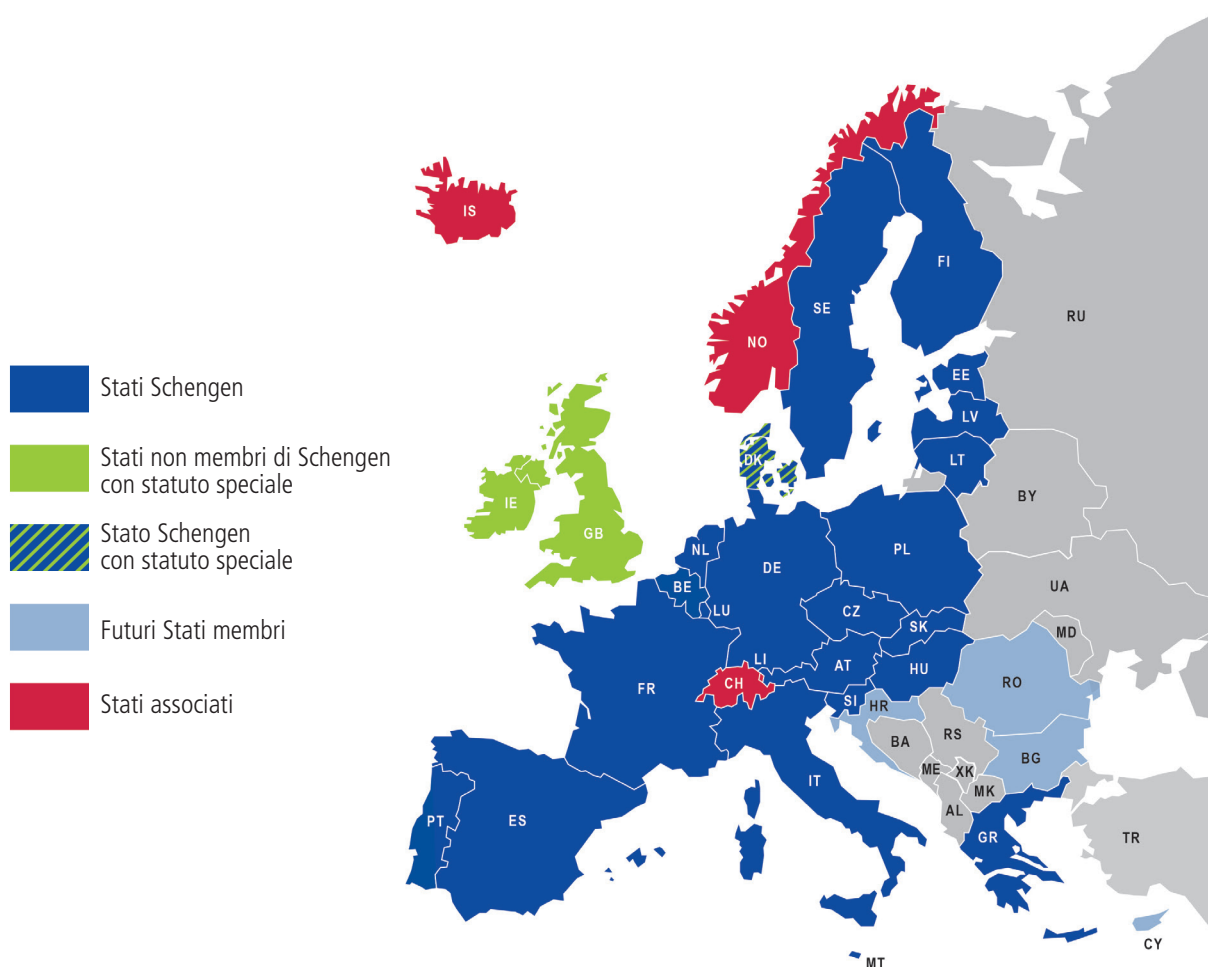 IS
FI
SE
RU
NO
Stati Schengen
EE
LV
Stati non membri di Schengen
con statuto speciale
DK
LT
IE
BY
GB
Stato Schengen
con statuto speciale
NL
PL
DE
BE
UA
LU
CZ
Futuri Stati membri
SK
MD
LI
AT
HU
CH
RO
FR
Stati associati
SI
HR
RS
BA
BG
ME
XK
IT
MK
AL
PT
ES
GR
TR
CY
MT